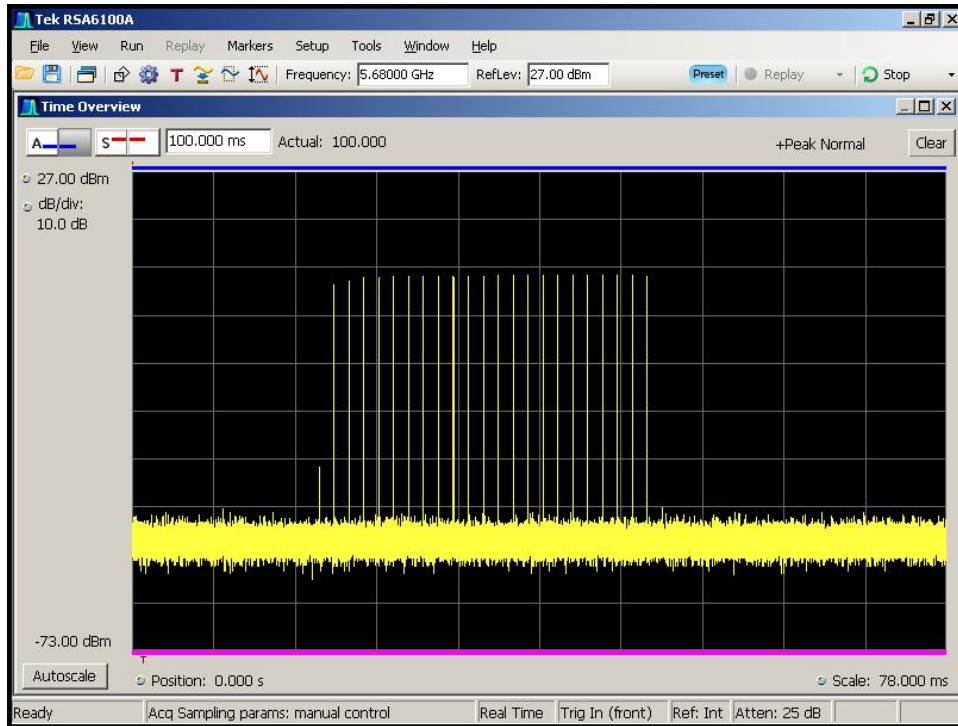 Tek RSA6100A
File View Run Replay Markers Setup Tools Window Help
T Frequency: 5.68000 GHz RefLev: 27.00 dBm Preset Replay Stop
Time Overview
A S 100.000 ms Actual: 100.000 +Peak Normal Clear
27.00 dBm
dB/div:
10.0 dB
-73.00 dBm
T
Autoscale Position: 0.000 s Scale: 78.000 ms
Ready Acq Sampling params: manual control Real Time Trig In (front) Ref: Int Atten: 25 dB